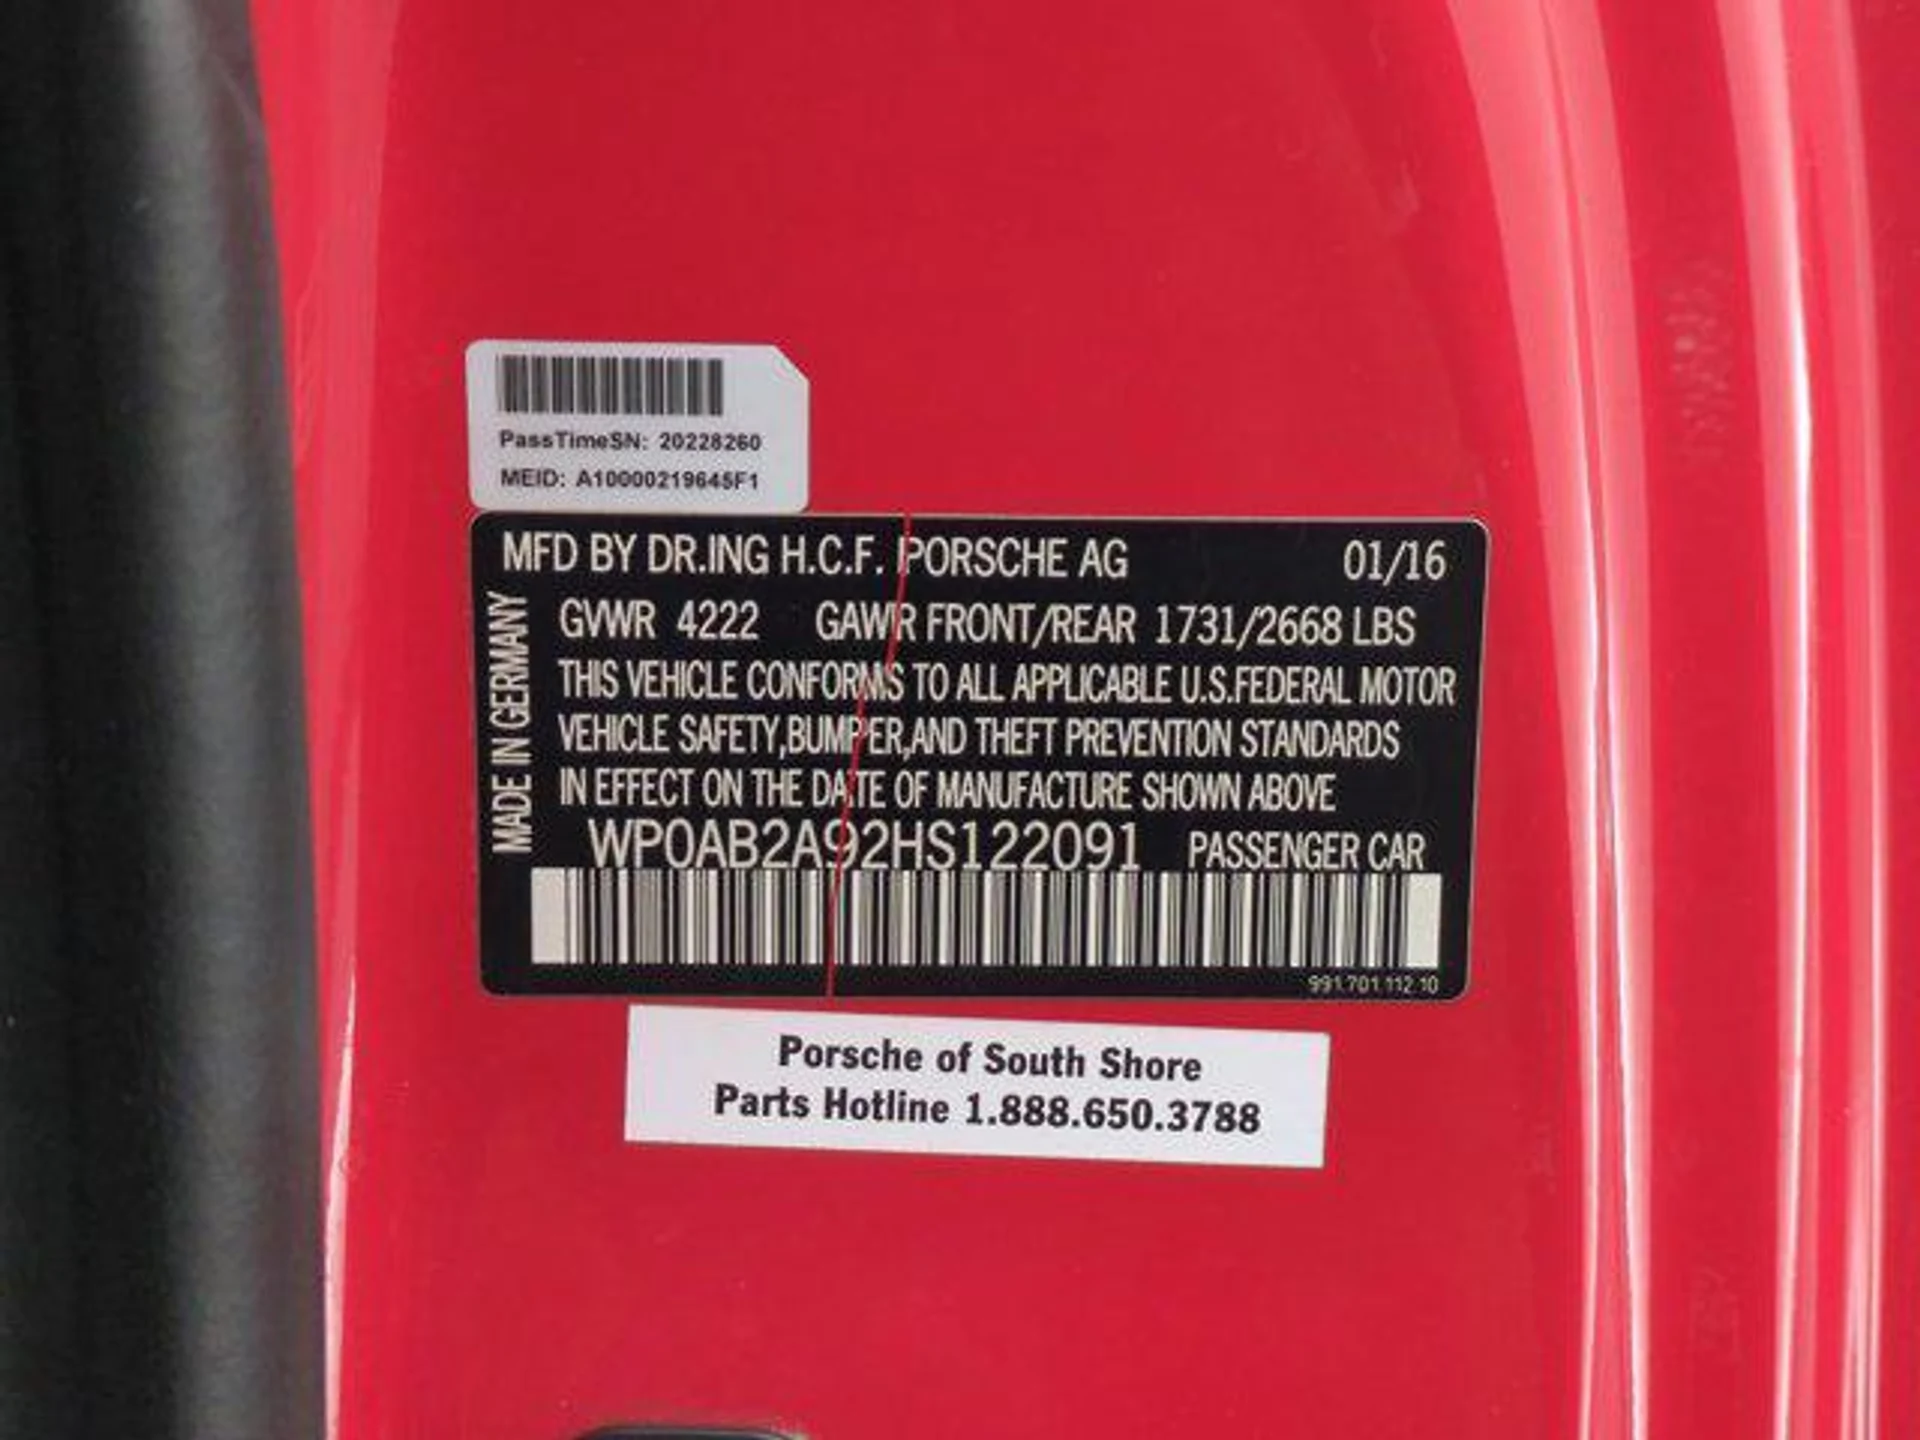 PassTimeSN: 20228260
MEID: A10000219645F1
MFD BY DR.ING H.C.F. PORSCHE AG 01/16
GVWR 4222 GAWR FRONT/REAR 1731/2668 LBS
THIS VEHICLE CONFORMS TO ALL APPLICABLE U.S.FEDERAL MOTOR
VEHICLE SAFETY,BUMPER,AND THEFT PREVENTION STANDARDS
IN EFFECT ON THE DATE OF MANUFACTURE SHOWN ABOVE
WP0AB2A92HS122091 PASSENGER CAR
MADE IN GERMANY
991.701.112.10
Porsche of South Shore
Parts Hotline 1.888.650.3788